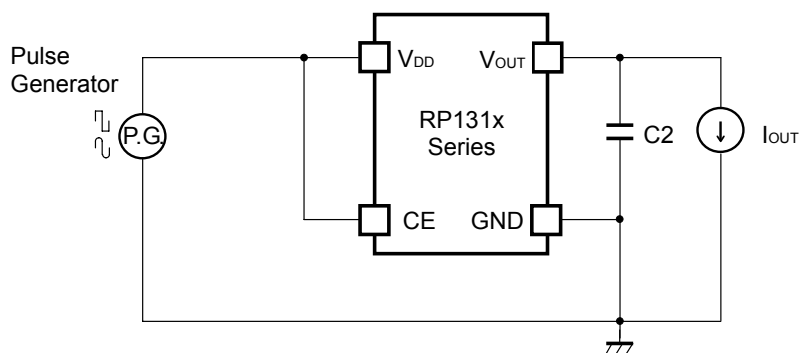 Pulse
Generator
P.G.
VDD
VOUT
RP131x
Series
CE
GND
C2
IOUT